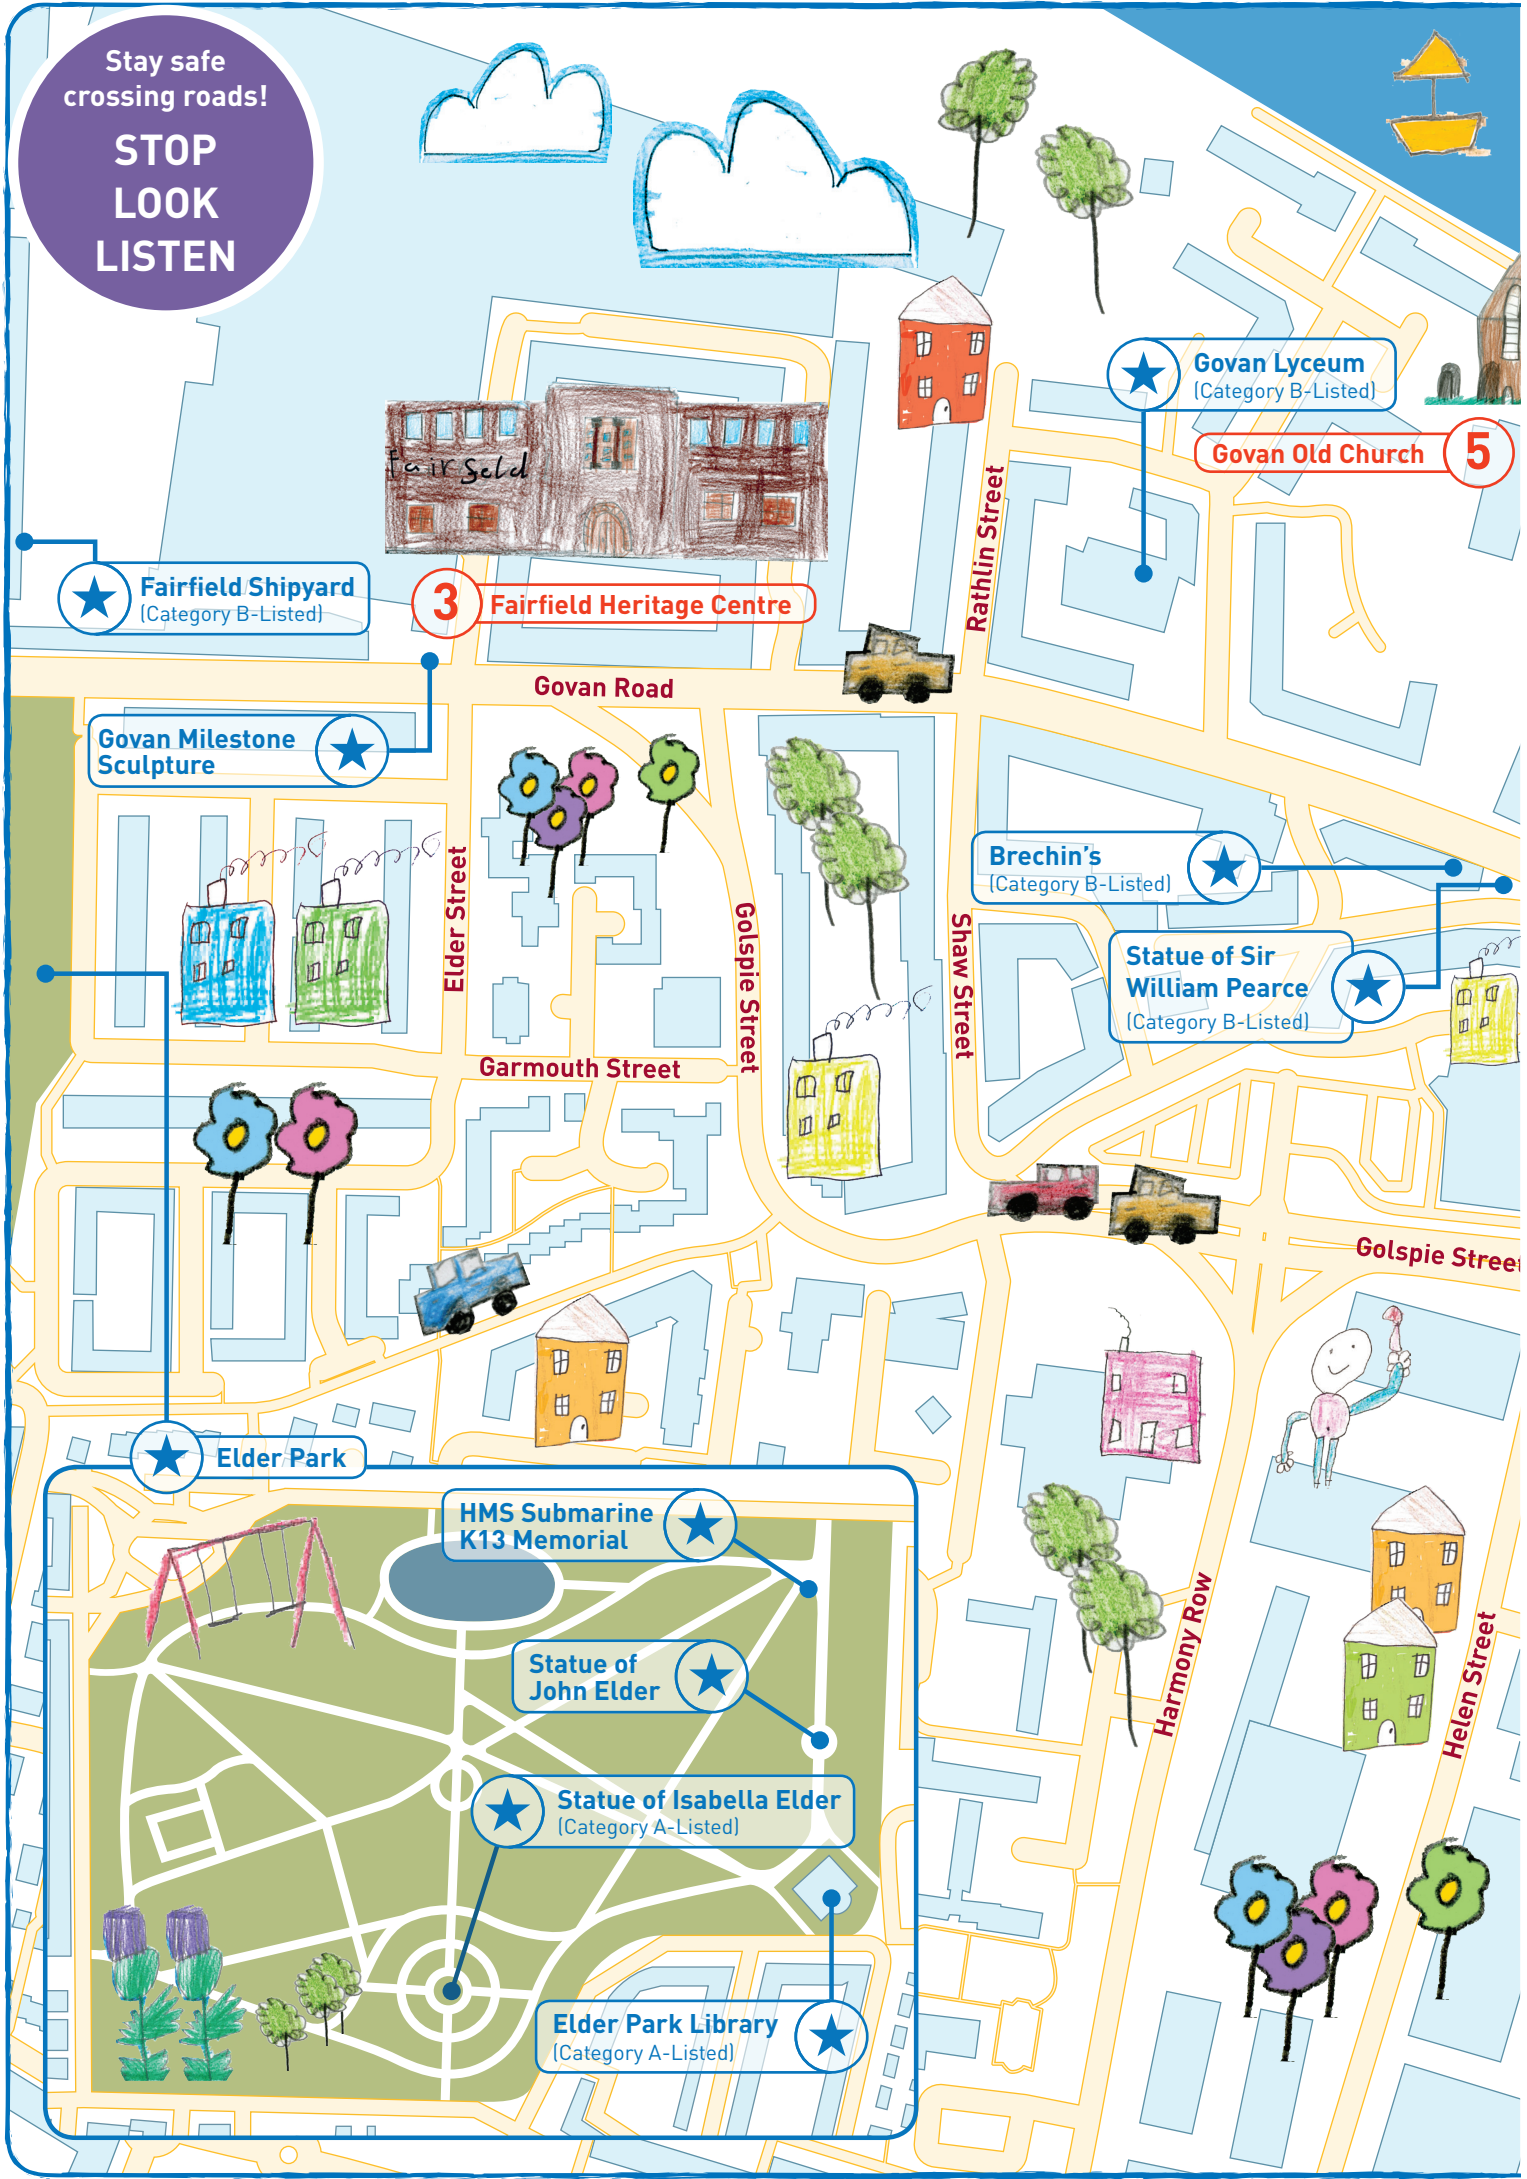 Stay safe
crossing roads!
STOP
LOOK
LISTEN
Govan Lyceum
(Category B-Listed)
Govan Old Church
5
fairfeld
Rathlin Street
Fairfield Shipyard
(Category B-Listed)
3
Fairfield Heritage Centre
Govan Road
Govan Milestone
Sculpture
Brechin's
(Category B-Listed)
Elder Street
Golspie Street
Shaw Street
Statue of Sir
William Pearce
(Category B-Listed)
Garmouth Street
Golspie Street
Elder Park
HMS Submarine
K13 Memorial
Statue of
John Elder
Harmony Row
Helen Street
Statue of Isabella Elder
(Category A-Listed)
Elder Park Library
(Category A-Listed)